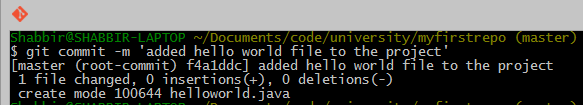 Shabbir@SHABBIR-LAPTOP ~/Documents/code/university/myfirstrepo (master)
$ git commit -m 'added hello world file to the project'
[master (root-commit) f4a1ddc] added hello world file to the project
 1 file changed, 0 insertions(+), 0 deletions(-)
 create mode 100644 helloworld.java